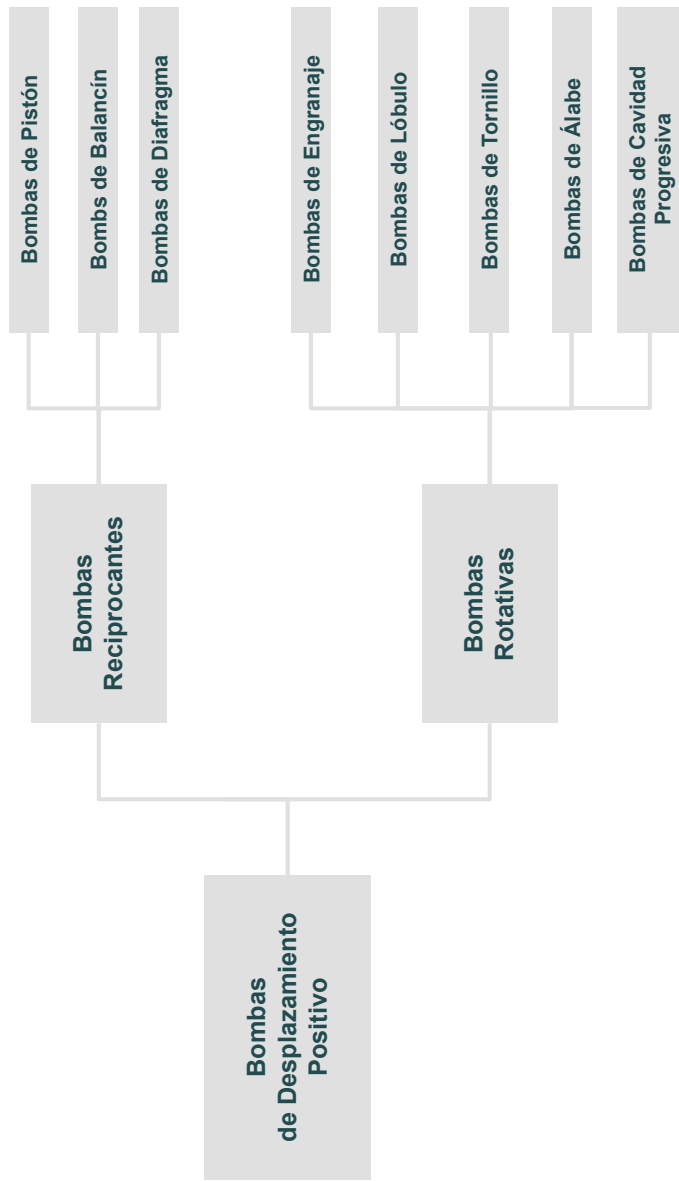 Bombas
de Desplazamiento
Positivo
Bombas
Reciprocantes
Bombas de Pistón
Bombs de Balancín
Bombas de Diafragma
Bombas
Rotativas
Bombas de Engranaje
Bombas de Lóbulo
Bombas de Tornillo
Bombas de Álabe
Bombas de Cavidad
Progresiva